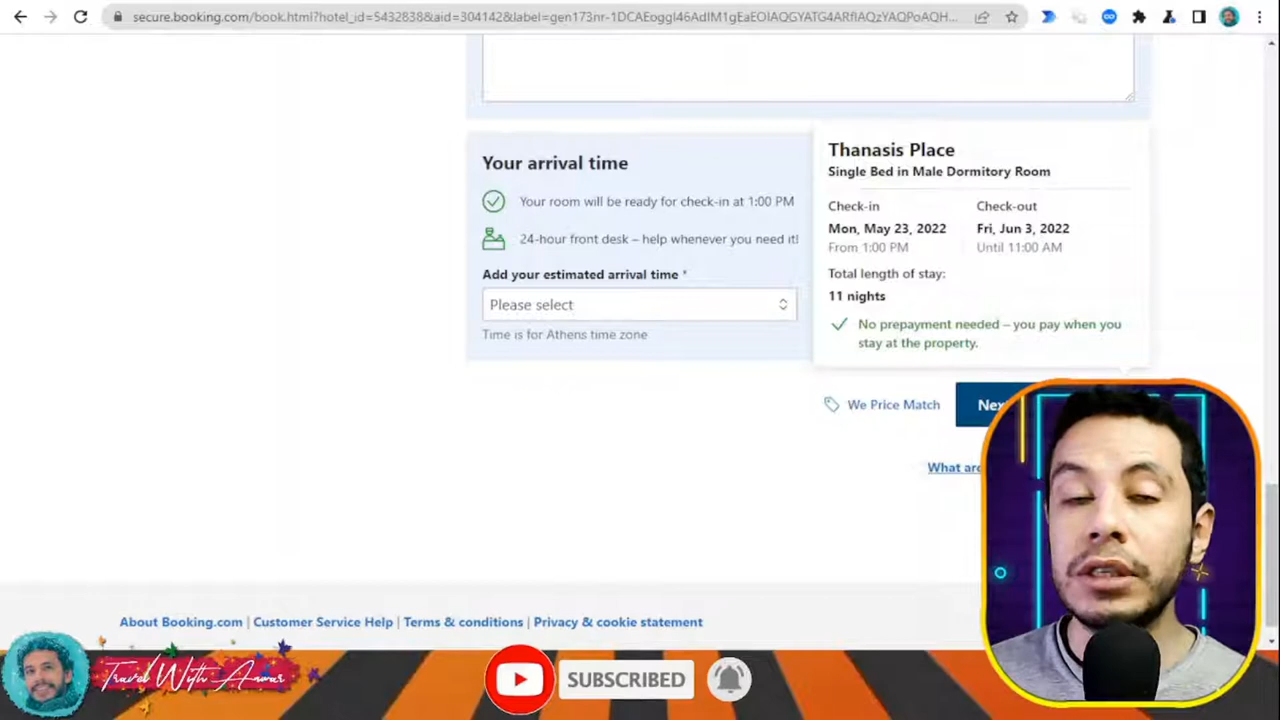 secure.booking.com/book.html?hotel_id=5432838&aid=304142&label=gen173nr-1DCAEoggI46AdIM1gEaEOIAQGYATG4ARfIAQzYAQPoAQH...
Your arrival time
Your room will be ready for check-in at 1:00 PM
24-hour front desk – help whenever you need it!
Add your estimated arrival time *
Please select
Time is for Athens time zone
Thanasis Place
Single Bed in Male Dormitory Room
Check-in
Check-out
Mon, May 23, 2022
Fri, Jun 3, 2022
From 1:00 PM
Until 11:00 AM
Total length of stay:
11 nights
No prepayment needed – you pay when you
stay at the property.
We Price Match
What
About Booking.com | Customer Service Help | Terms & conditions | Privacy & cookie statement
Travel With Anwar
SUBSCRIBED